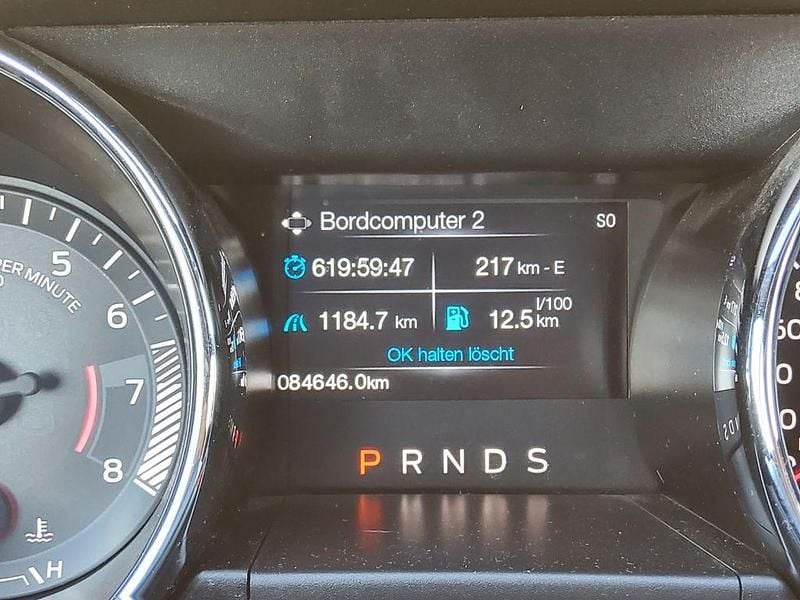 Bordcomputer 2 SO
619:59:47 217 km - E
1184.7 km 12.5 l/100 km
OK halten löscht
084646.0km
P R N D S
PER MINUTE
5
6
7
8
H